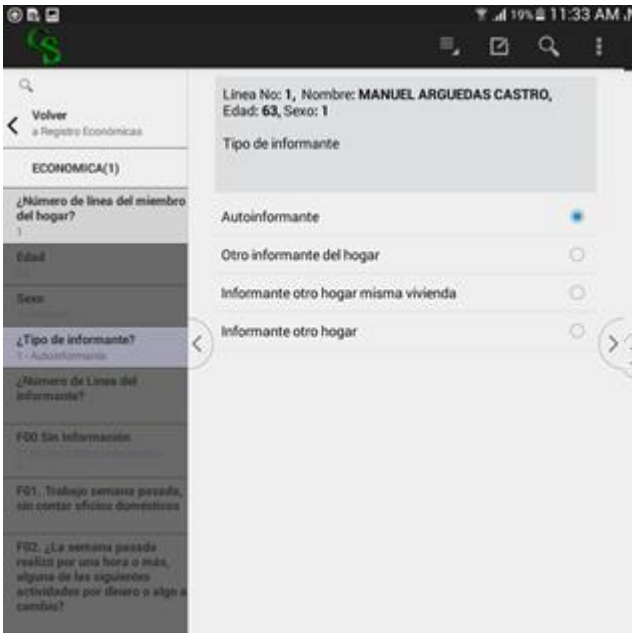 19% 11:33 AM
CS
Volver
a Registro Económicas
ECONOMICA(1)
¿Número de línea del miembro
del hogar?
1
Edad
Sexo
¿Tipo de informante?
1 - Autoinformante
¿Número de Linea del
informante?
F00 Sin Información
F01. Trabajo semana pasada,
sin contar oficios domésticos
F02. ¿La semana pasada
realizó por una hora o más,
alguna de las siguientes
actividades por dinero o algo a
cambio?
Línea No: 1, Nombre: MANUEL ARGUEDAS CASTRO,
Edad: 63, Sexo: 1
Tipo de informante
Autoinformante
Otro informante del hogar
Informante otro hogar misma vivienda
Informante otro hogar